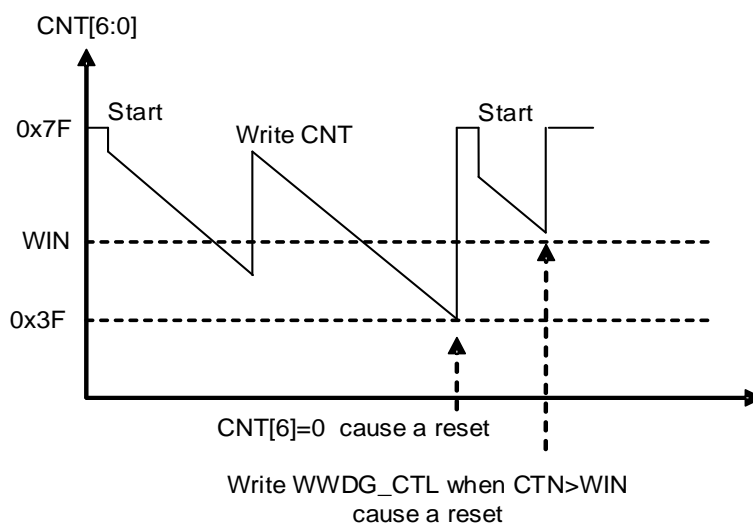 CNT[6:0]
Start
Start
0x7F
Write CNT
WIN
0x3F
CNT[6]=0 cause a reset
Write WWDG_CTL when CTN>WIN
cause a reset